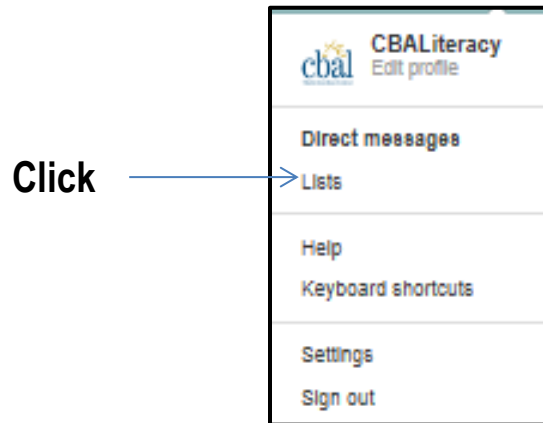 cbal
CBALiteracy
Edit profile
Direct messages
Click
Lists
Help
Keyboard shortcuts
Settings
Sign out